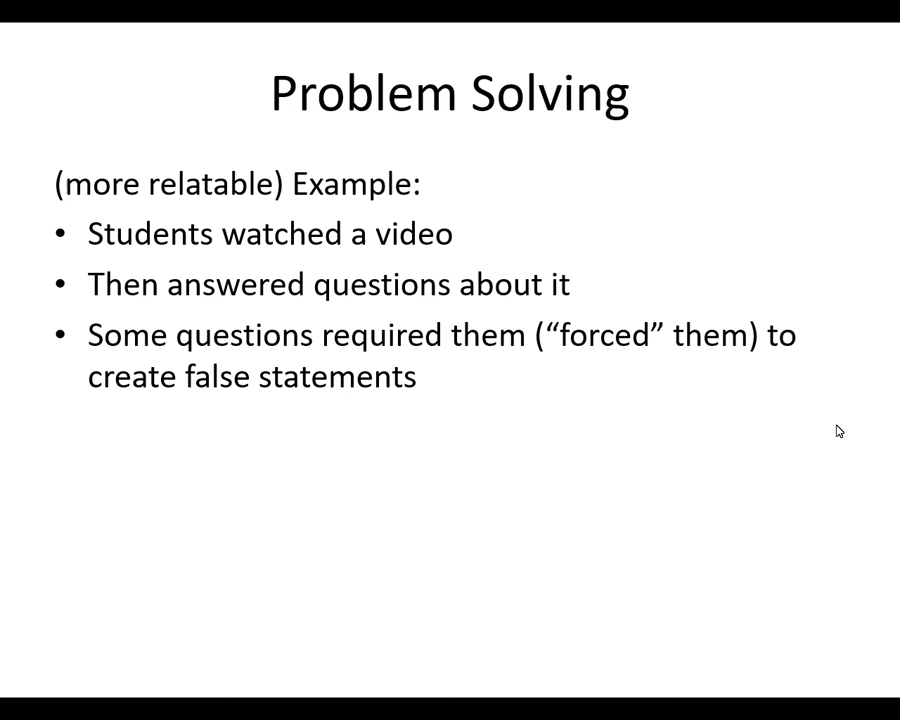 Problem Solving
(more relatable) Example:
• Students watched a video
• Then answered questions about it
• Some questions required them (“forced” them) to
create false statements